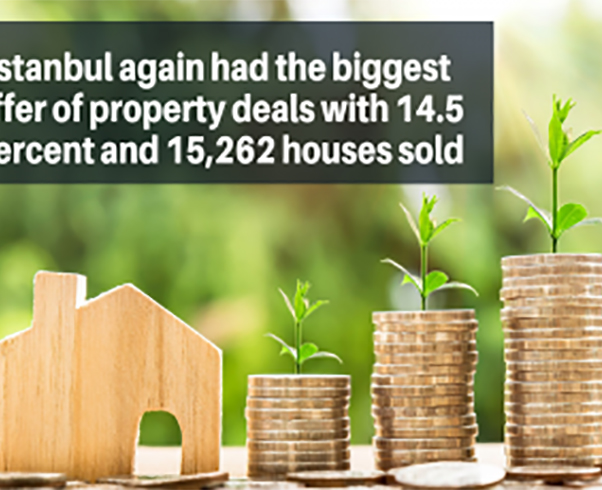 stanbul again had the biggest
ffer of property deals with 14.5
ercent and 15,262 houses sold